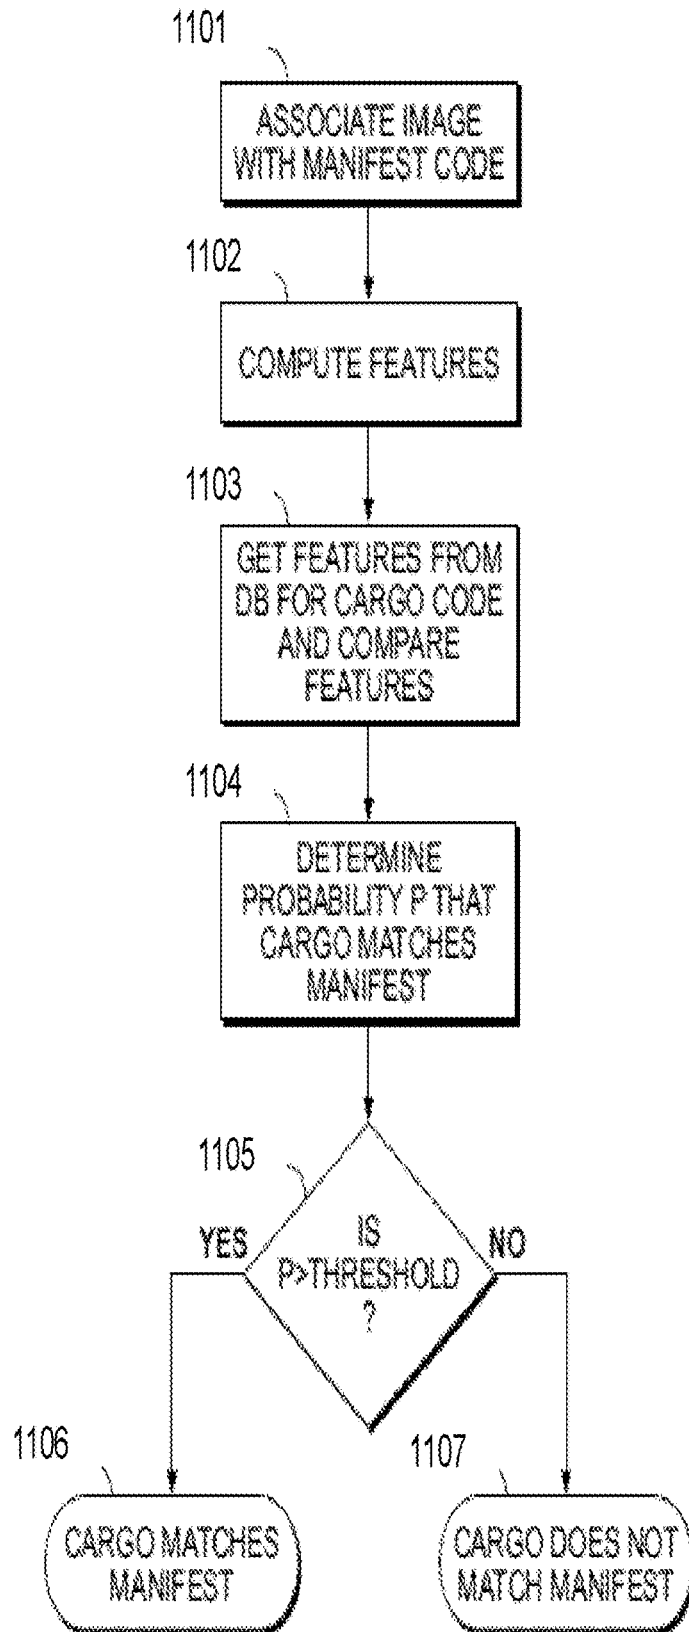 1101
ASSOCIATE IMAGE
WITH MANIFEST CODE
1102
COMPUTE FEATURES
1103
GET FEATURES FROM
DB FOR CARGO CODE
AND COMPARE
FEATURES
1104
DETERMINE
PROBABILITY P THAT
CARGO MATCHES
MANIFEST
1105
YES
IS
P>THRESHOLD
?
NO
1106
CARGO MATCHES
MANIFEST
1107
CARGO DOES NOT
MATCH MANIFEST